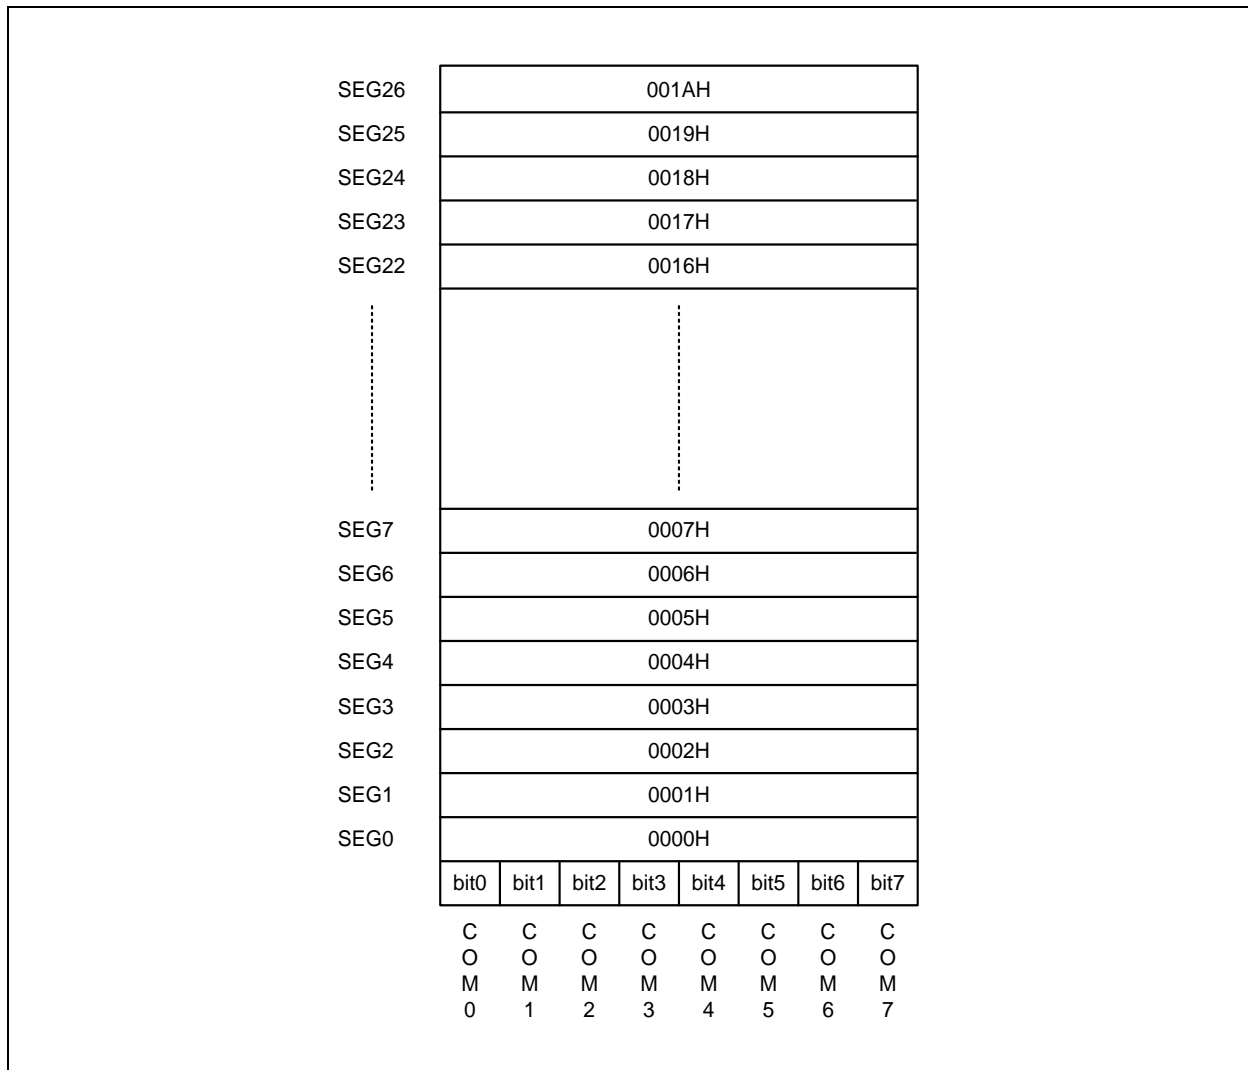 SEG26 001AH
SEG25 0019H
SEG24 0018H
SEG23 0017H
SEG22 0016H
SEG7 0007H
SEG6 0006H
SEG5 0005H
SEG4 0004H
SEG3 0003H
SEG2 0002H
SEG1 0001H
SEG0 0000H
bit0 bit1 bit2 bit3 bit4 bit5 bit6 bit7
C C C C C C C C
O O O O O O O O
M M M M M M M M
0 1 2 3 4 5 6 7